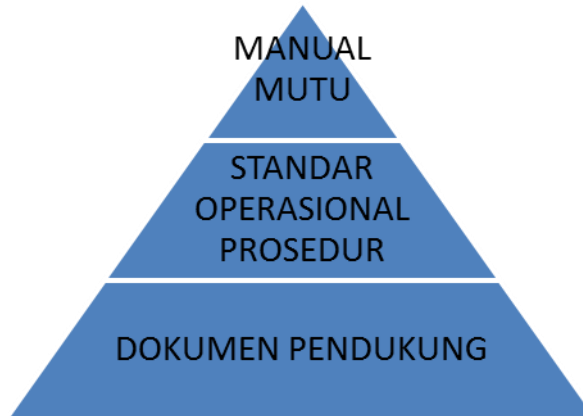 MANUAL
MUTU
STANDAR
OPERASIONAL
PROSEDUR
DOKUMEN PENDUKUNG